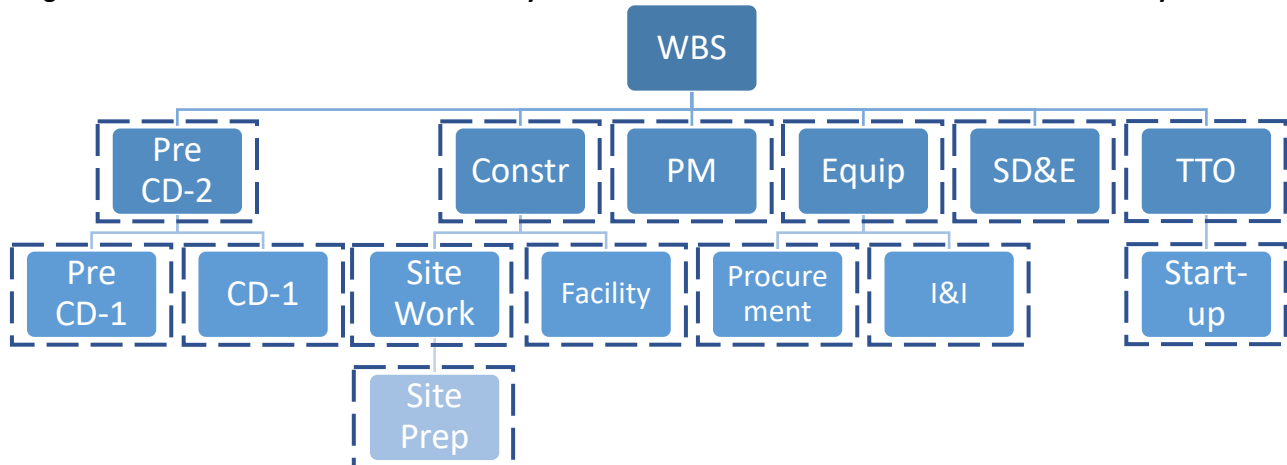 WBS
Pre
CD-2
Constr
PM
Equip
SD&E
TTO
Pre
CD-1
CD-1
Site
Work
Facility
Procure
ment
I&I
Start-
up
Site
Prep